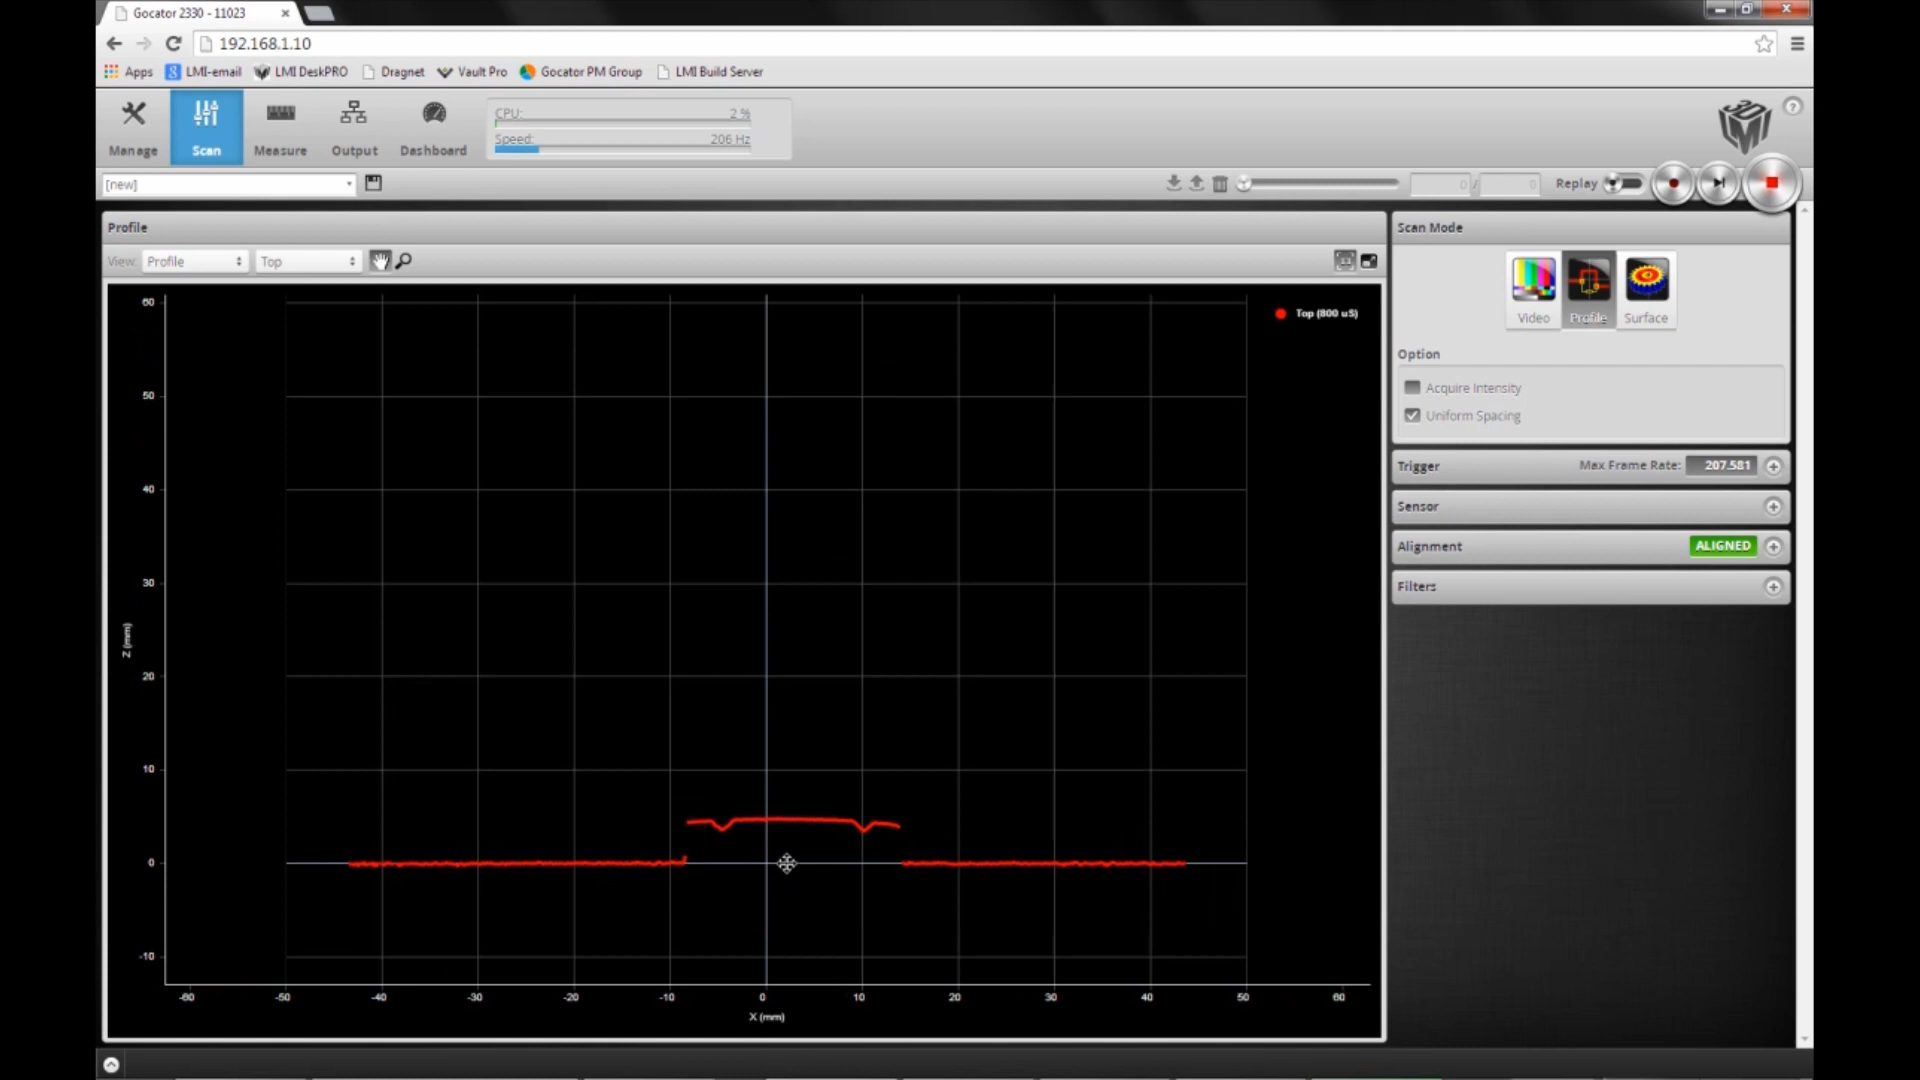 Gocator 2330 - 11023
192.168.1.10
Apps LMI-email LMI DeskPRO Dragnet Vault Pro Gocator PM Group LMI Build Server
Manage Scan Measure Output Dashboard
CPU: 2 %
Speed: 206 Hz
3D
LMI
?
[new]
0 / 0 Replay
Profile
View: Profile Top
Top (800 uS)
60
50
40
30
20
10
0
-10
Z (mm)
-60 -50 -40 -30 -20 -10 0 10 20 30 40 50 60
X (mm)
Scan Mode
Video Profile Surface
Option
Acquire Intensity
Uniform Spacing
Trigger Max Frame Rate: 207.581
Sensor
Alignment ALIGNED
Filters